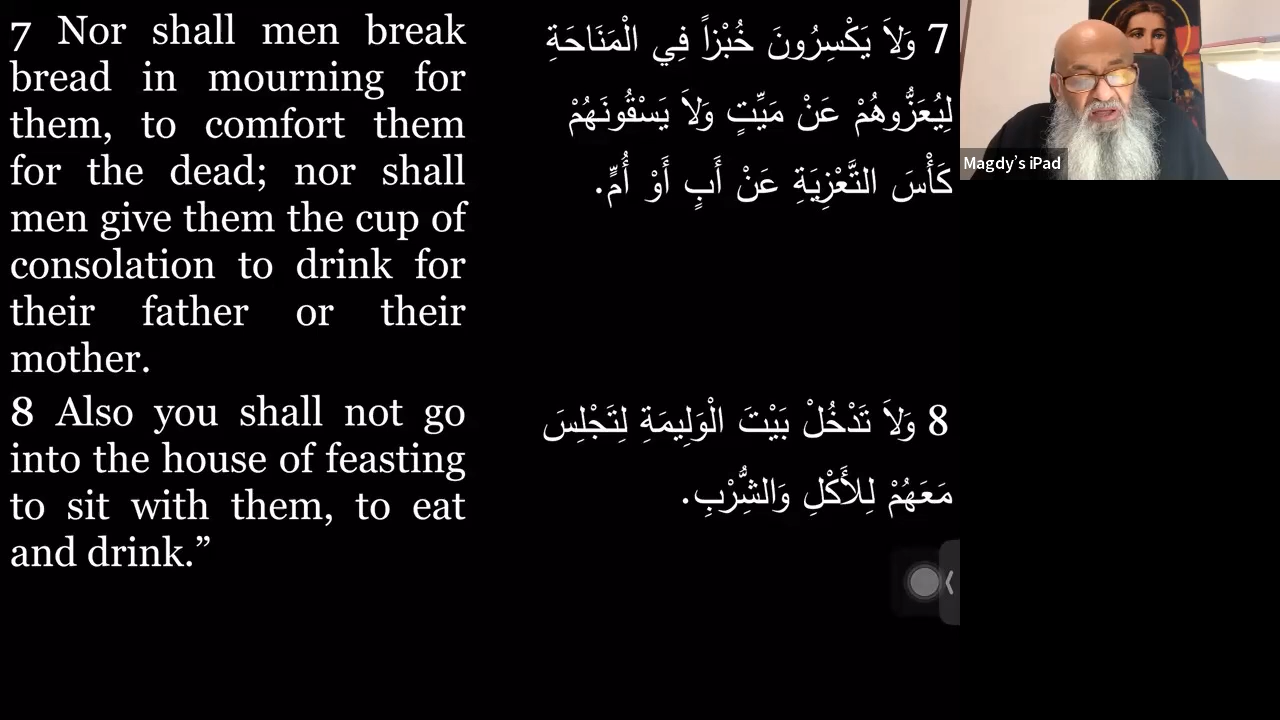 7 Nor shall men break
bread in mourning for
them, to comfort them
for the dead; nor shall
men give them the cup of
consolation to drink for
their father or their
mother.
8 Also you shall not go
into the house of feasting
to sit with them, to eat
and drink.”
7 وَلاَ يَكْسِرُونَ خُبْزاً فِي الْمَنَاحَةِ
لِيُعَزُّوهُمْ عَنْ مَيِّتٍ وَلاَ يَسْقُونَهُمْ
كَأْسَ التَّعْزِيَةِ عَنْ أَبٍ أَوْ أُمٍّ.
8 وَلاَ تَدْخُلْ بَيْتَ الْوَلِيمَةِ لِتَجْلِسَ
مَعَهُمْ لِلأَكْلِ وَالشُّرْبِ.
Magdy’s iPad